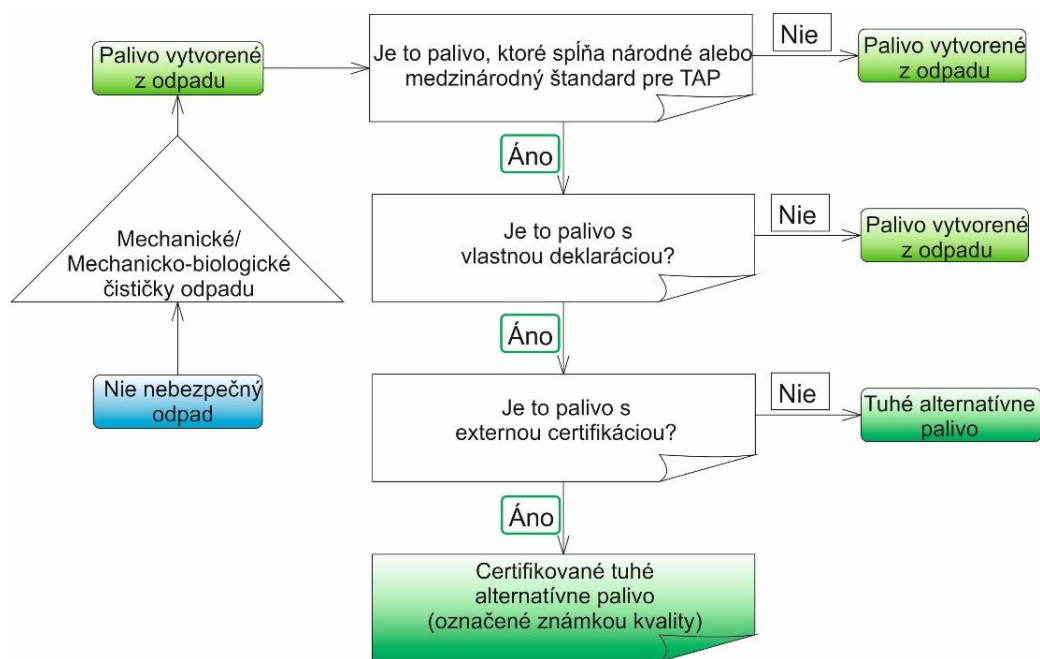 Palivo vytvorené
z odpadu
Je to palivo, ktoré spĺňa národné alebo
medzinárodný štandard pre TAP
Nie
Palivo vytvorené
z odpadu
Áno
Mechanické/
Mechanicko-biologické
čističky odpadu
Je to palivo s
vlastnou deklaráciou?
Nie
Palivo vytvorené
z odpadu
Áno
Nie nebezpečný
odpad
Je to palivo s
externou certifikáciou?
Nie
Tuhé alternatívne
palivo
Áno
Certifikované tuhé
alternatívne palivo
(označené známkou kvality)